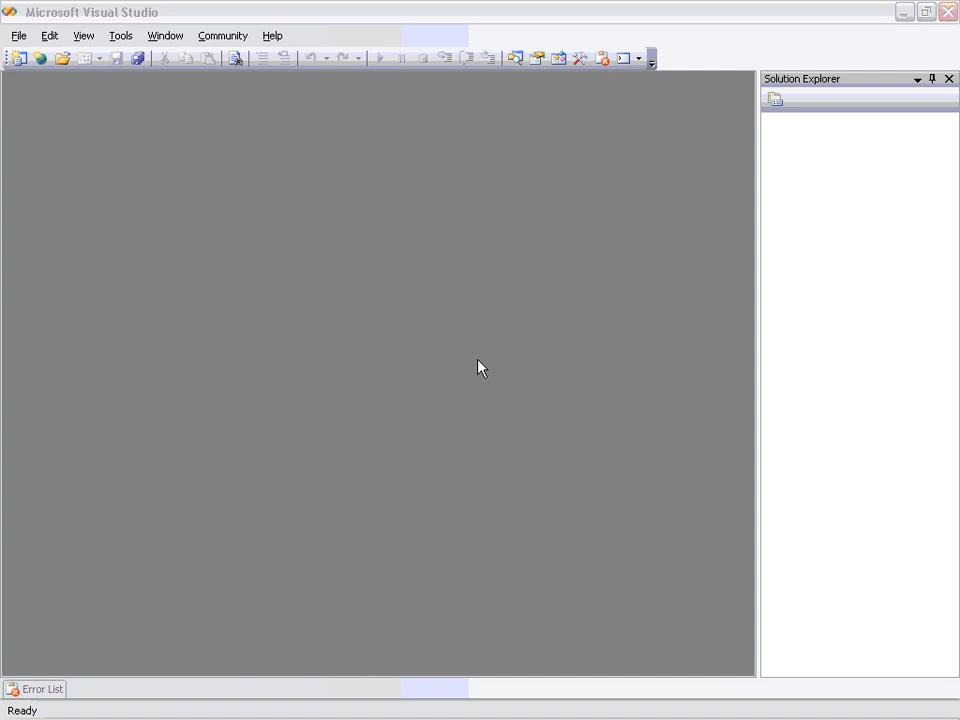 Microsoft Visual Studio
File Edit View Tools Window Community Help
Solution Explorer
Error List
Ready